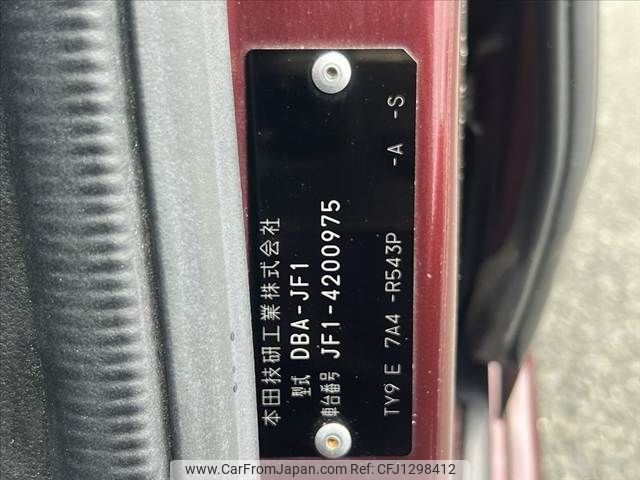 本田技研工業株式会社
型式 DBA-JF1
車台番号 JF1-4200975
TY9 E 7A4 -R543P -A -S
www.CarFromJapan.com - Ref No. CFJ1298412